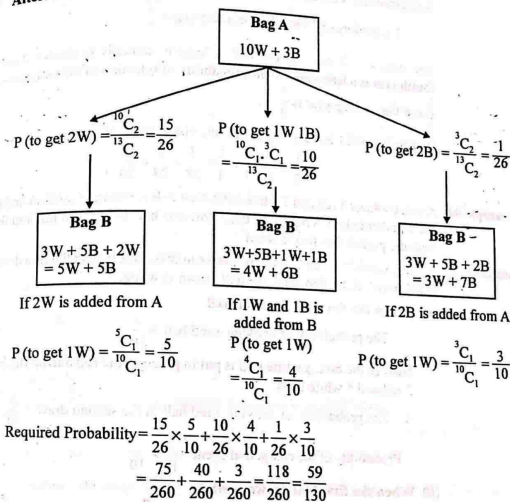 Bag A
10W + 3B
P (to get 2W) = ¹⁰C₂/¹³C₂ = 15/26
P (to get 1W 1B)
= ¹⁰C₁.³C₁/¹³C₂ = 10/26
P (to get 2B) = ³C₂/¹³C₂ = 1/26
Bag B
3W + 5B + 2W
= 5W + 5B
Bag B
3W+5B+1W+1B
= 4W + 6B
Bag B
3W + 5B + 2B
= 3W + 7B
If 2W is added from A
If 1W and 1B is
added from B
If 2B is added from A
P (to get 1W) = ⁵C₁/¹⁰C₁ = 5/10
P (to get 1W)
= ⁴C₁/¹⁰C₁ = 4/10
P (to get 1W) = ³C₁/¹⁰C₁ = 3/10
Required Probability = 15/26 × 5/10 + 10/26 × 4/10 + 1/26 × 3/10
= 75/260 + 40/260 + 3/260 = 118/260 = 59/130